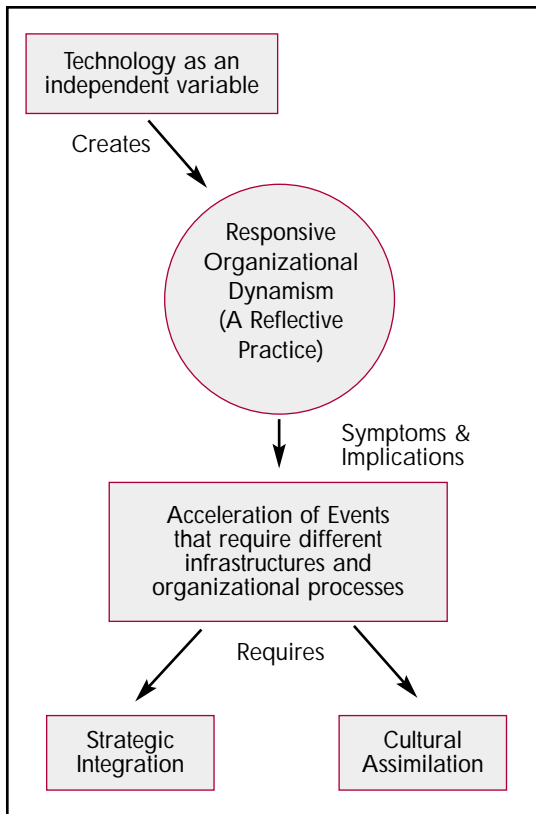 Technology as an
independent variable
Creates
Responsive
Organizational
Dynamism
(A Reflective
Practice)
Symptoms &
Implications
Acceleration of Events
that require different
infrastructures and
organizational processes
Requires
Strategic
Integration
Cultural
Assimilation